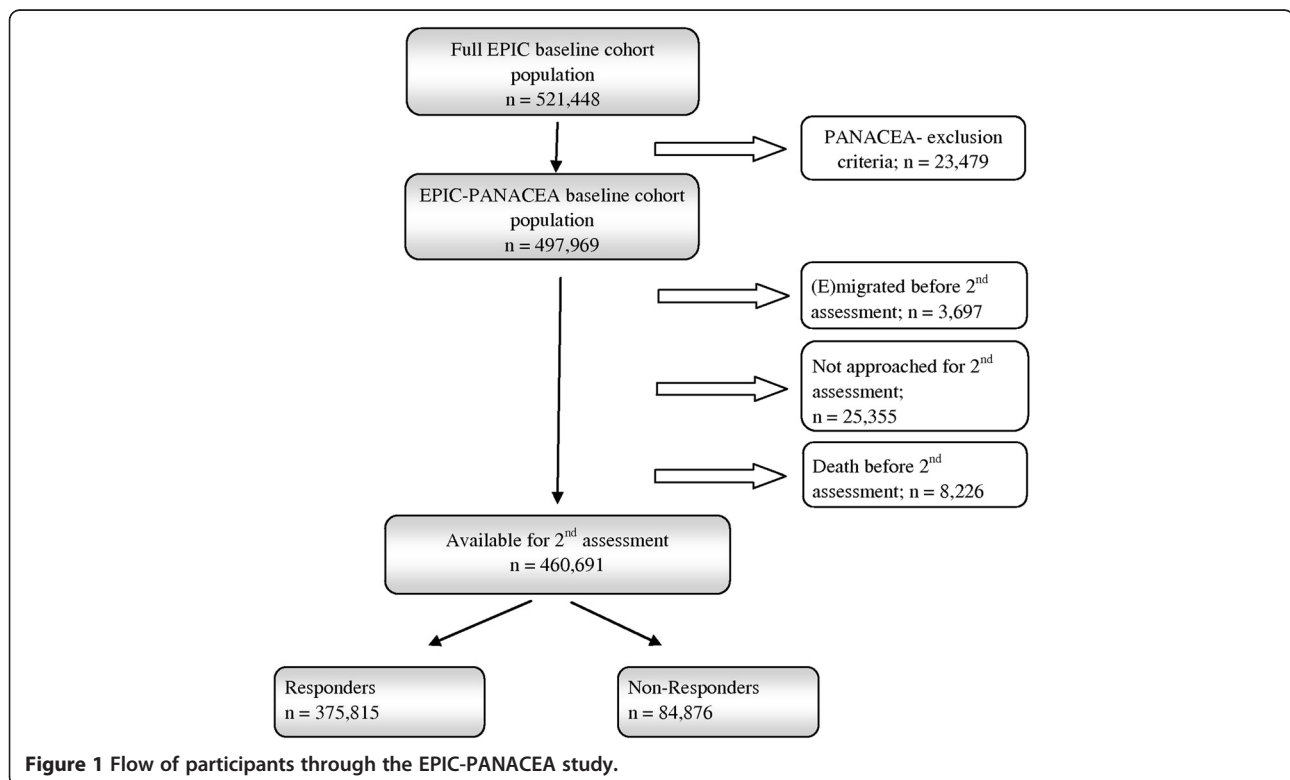 Full EPIC baseline cohort
population
n = 521,448
PANACEA- exclusion
criteria; n = 23,479
EPIC-PANACEA baseline cohort
population
n = 497,969
(E)migrated before 2nd
assessment; n = 3,697
Not approached for 2nd
assessment;
n = 25,355
Death before 2nd
assessment; n = 8,226
Available for 2nd assessment
n = 460,691
Responders
n = 375,815
Non-Responders
n = 84,876
Figure 1 Flow of participants through the EPIC-PANACEA study.